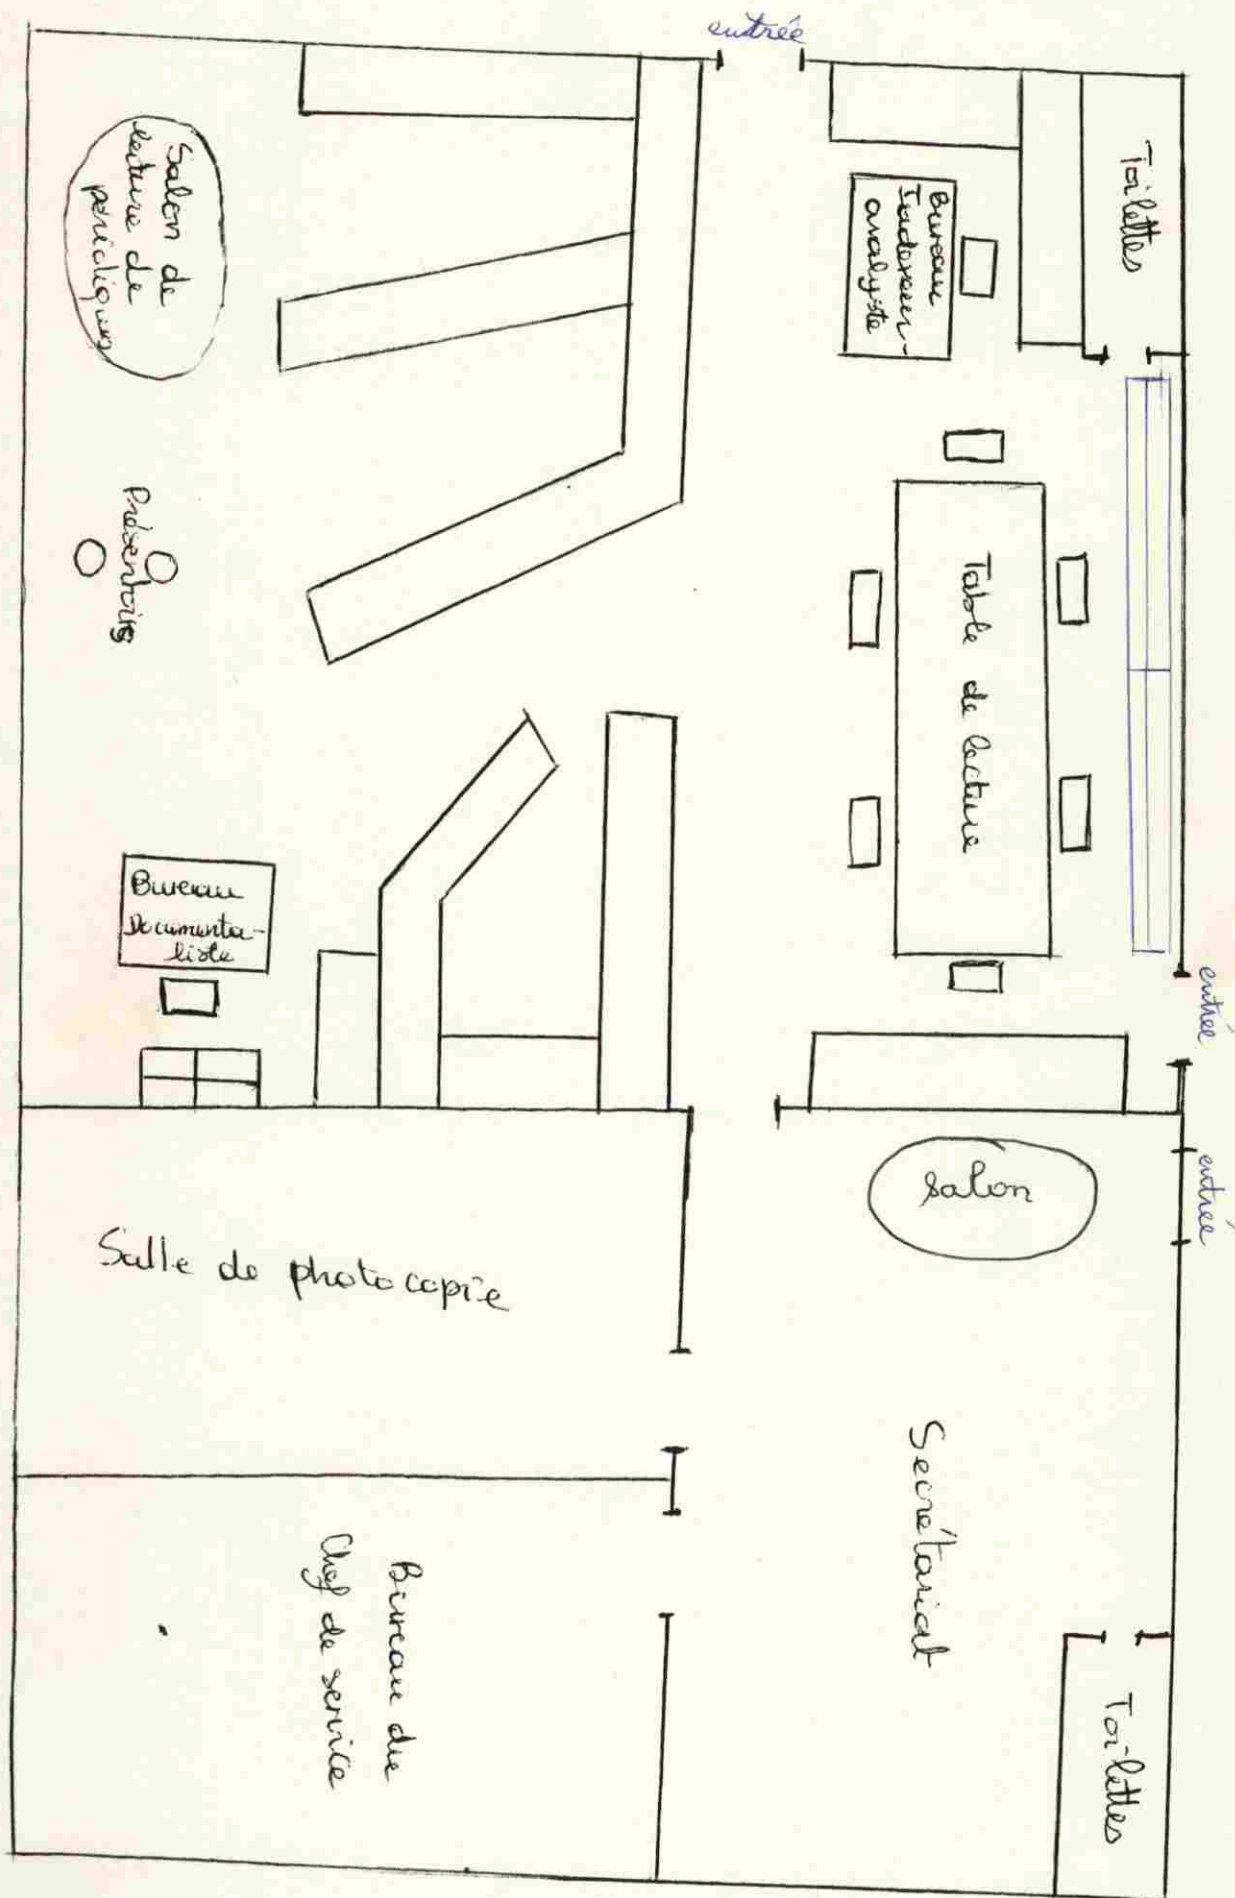 entrée
Toilettes
Bureau
Indexeur-
analyste
Salon de
lecture de
périodiques
Présentoirs
Table de lecture
Bureau
Documenta-
liste
entrée
entrée
salon
Salle de photocopie
Secrétariat
Bureau du
Chef de service
Toilettes